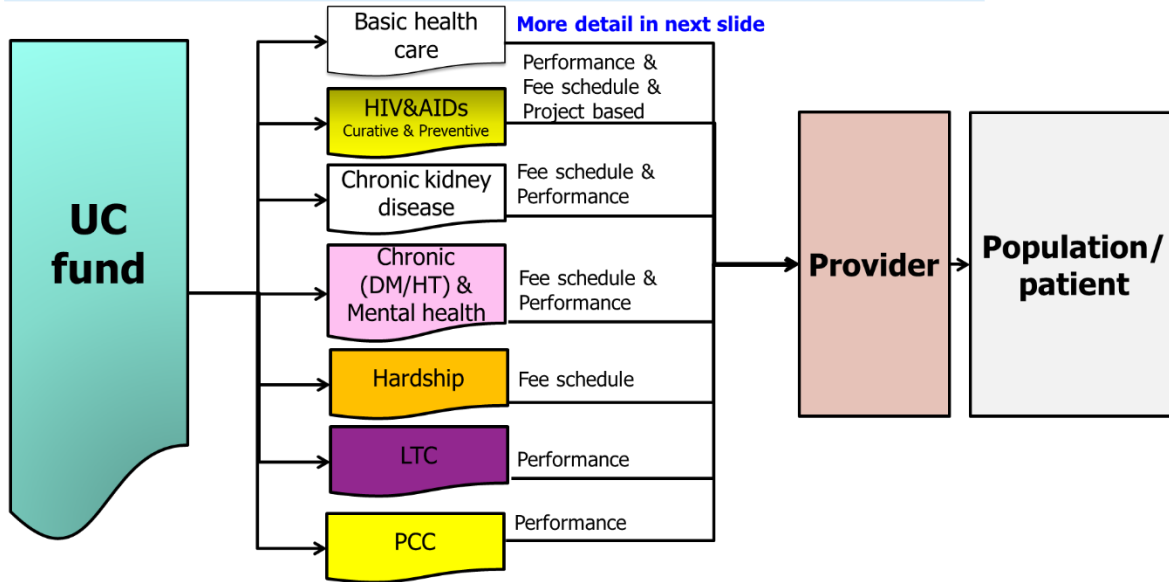 UC
fund
Basic health
care
More detail in next slide
HIV&AIDs
Curative & Preventive
Performance &
Fee schedule &
Project based
Chronic kidney
disease
Fee schedule &
Performance
Chronic
(DM/HT) &
Mental health
Fee schedule &
Performance
Hardship
Fee schedule
LTC
Performance
PCC
Performance
Provider
Population/
patient